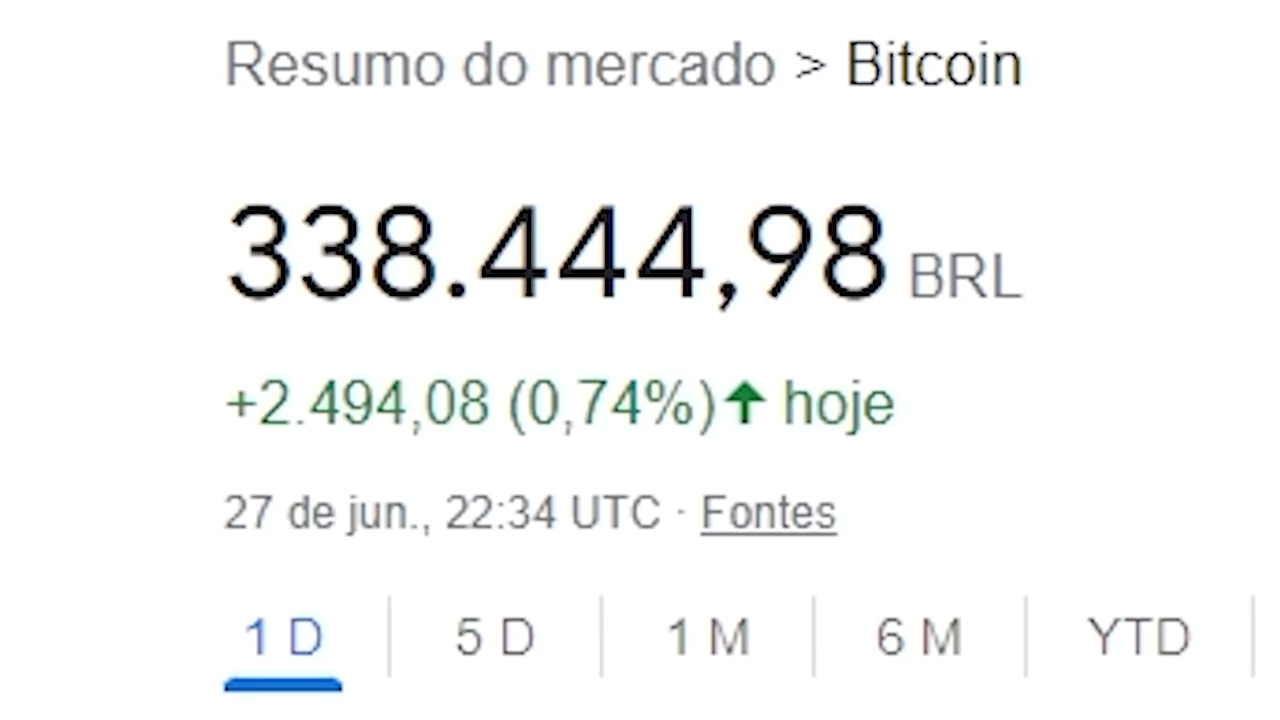 Resumo do mercado > Bitcoin
338.444,98 BRL
+2.494,08 (0,74%)↑ hoje
27 de jun., 22:34 UTC · Fontes
1 D 5 D 1 M 6 M YTD